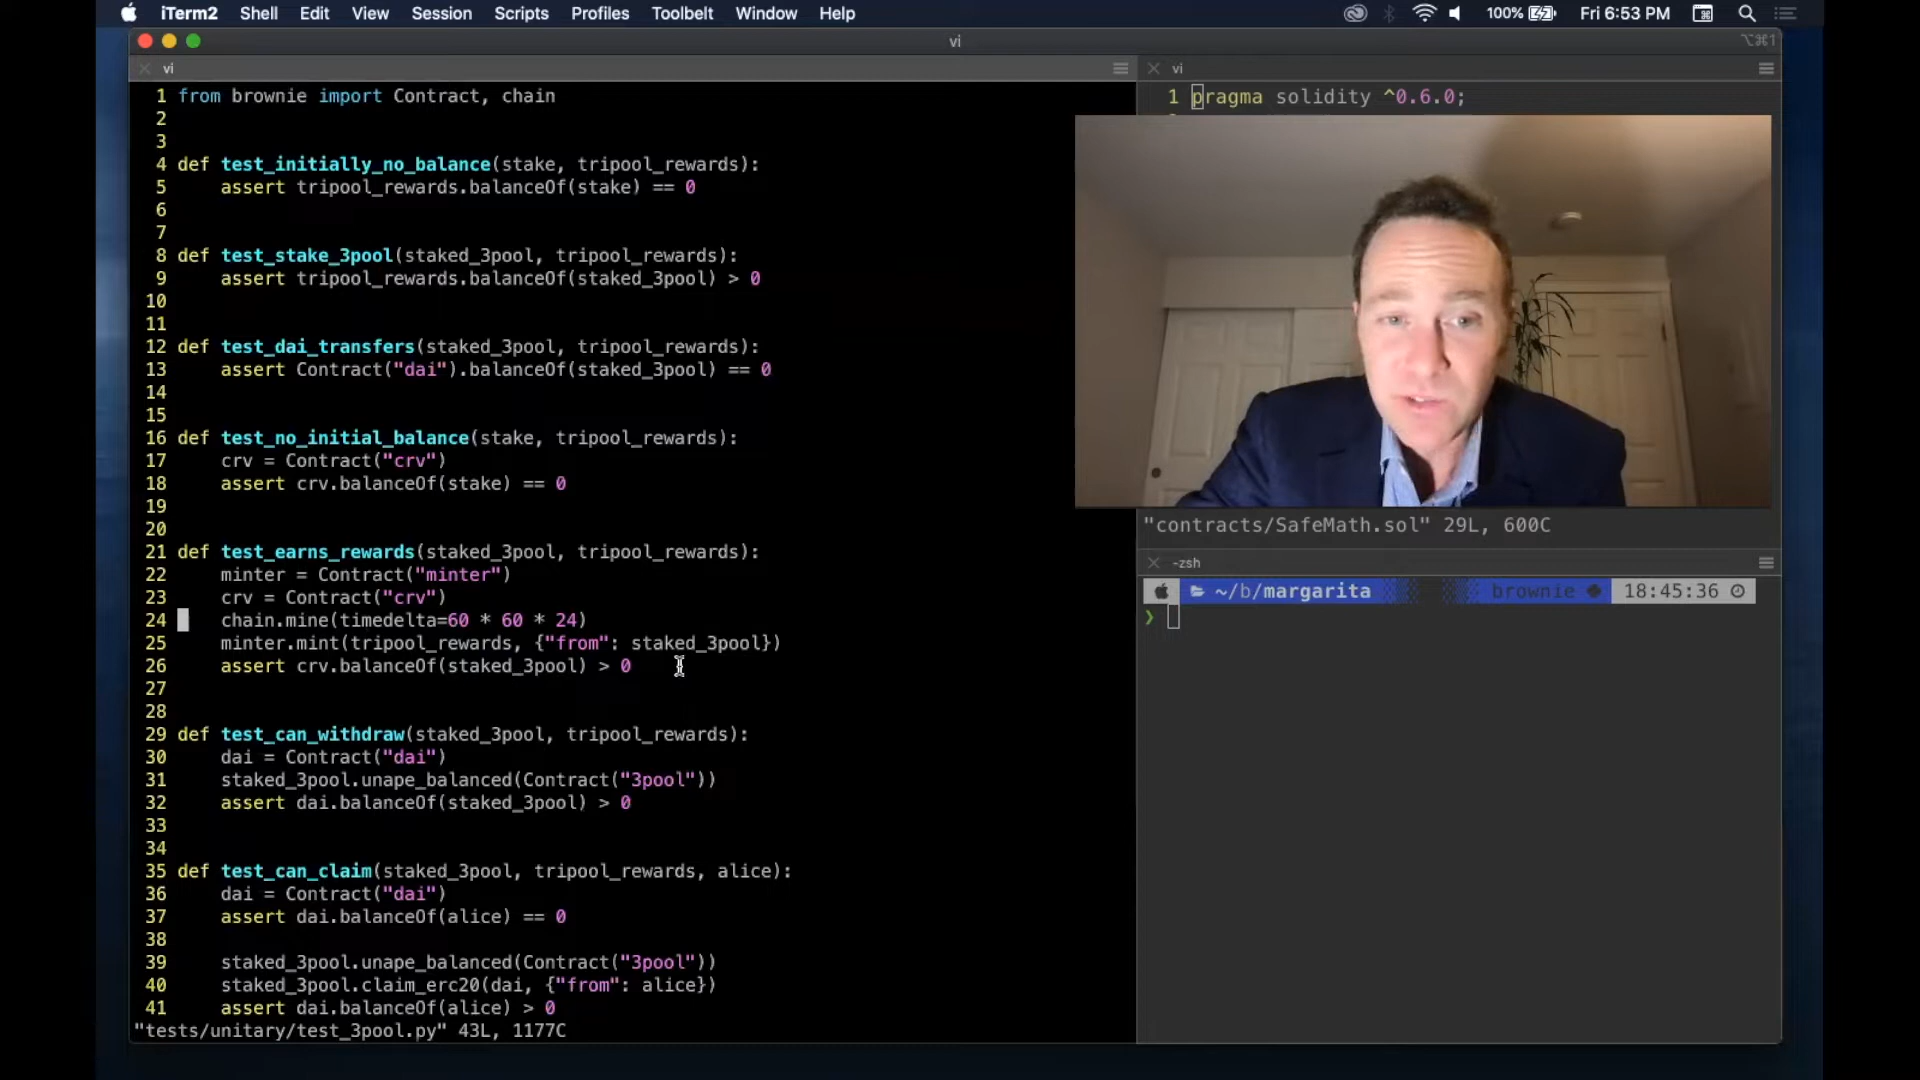 iTerm2 Shell Edit View Session Scripts Profiles Toolbelt Window Help 100% Fri 6:53 PM
vi ⌥⌘1
vi
1 from brownie import Contract, chain
2
3
4 def test_initially_no_balance(stake, tripool_rewards):
5     assert tripool_rewards.balanceOf(stake) == 0
6
7
8 def test_stake_3pool(staked_3pool, tripool_rewards):
9     assert tripool_rewards.balanceOf(staked_3pool) > 0
10
11
12 def test_dai_transfers(staked_3pool, tripool_rewards):
13     assert Contract("dai").balanceOf(staked_3pool) == 0
14
15
16 def test_no_initial_balance(stake, tripool_rewards):
17     crv = Contract("crv")
18     assert crv.balanceOf(stake) == 0
19
20
21 def test_earns_rewards(staked_3pool, tripool_rewards):
22     minter = Contract("minter")
23     crv = Contract("crv")
24     chain.mine(timedelta=60 * 60 * 24)
25     minter.mint(tripool_rewards, {"from": staked_3pool})
26     assert crv.balanceOf(staked_3pool) > 0
27
28
29 def test_can_withdraw(staked_3pool, tripool_rewards):
30     dai = Contract("dai")
31     staked_3pool.unape_balanced(Contract("3pool"))
32     assert dai.balanceOf(staked_3pool) > 0
33
34
35 def test_can_claim(staked_3pool, tripool_rewards, alice):
36     dai = Contract("dai")
37     assert dai.balanceOf(alice) == 0
38
39     staked_3pool.unape_balanced(Contract("3pool"))
40     staked_3pool.claim_erc20(dai, {"from": alice})
41     assert dai.balanceOf(alice) > 0
"tests/unitary/test_3pool.py" 43L, 1177C
vi
1 pragma solidity ^0.6.0;
"contracts/SafeMath.sol" 29L, 600C
-zsh
~/b/margarita brownie 18:45:36
❯